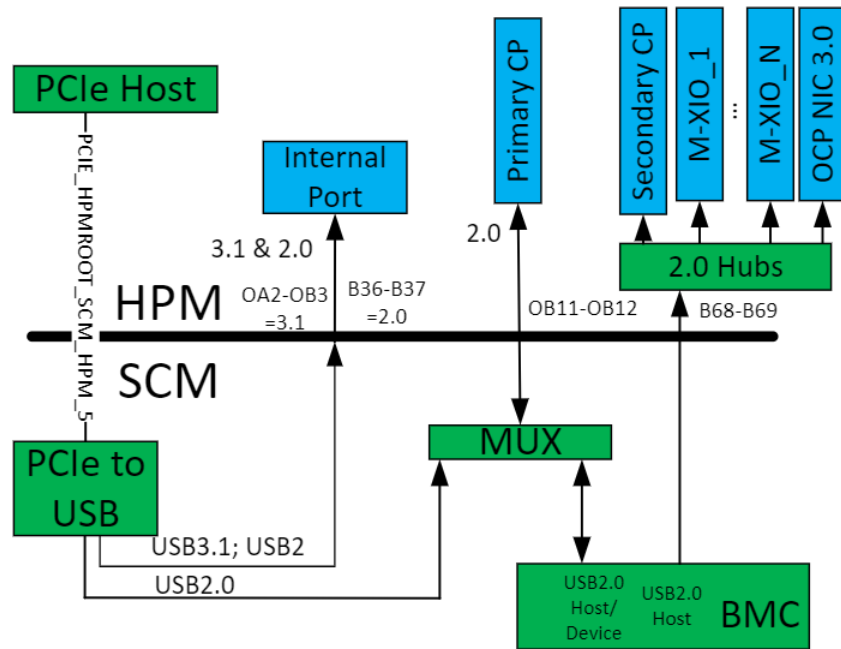 PCIe Host
PCIE_HPMROOT_SCM_HPM_5
Internal
Port
Primary CP
Secondary CP
M-XIO_1
...
M-XIO_N
OCP NIC 3.0
2.0 Hubs
3.1 & 2.0
2.0
HPM
OA2-OB3
=3.1
B36-B37
=2.0
OB11-OB12
B68-B69
SCM
MUX
PCIe to
USB
USB3.1; USB2
USB2.0
USB2.0
Host/
Device
USB2.0
Host
BMC